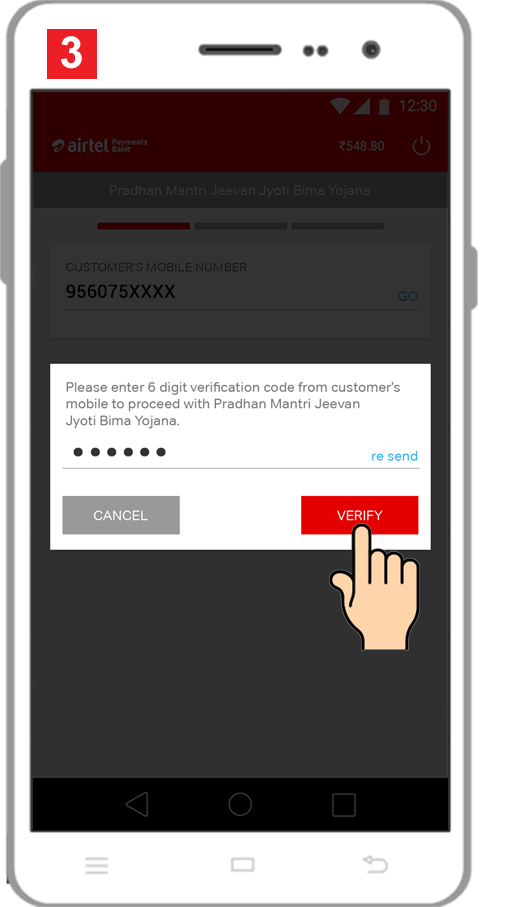 3
12:30
airtel Payments Bank
₹548.80
Pradhan Mantri Jeevan Jyoti Bima Yojana
CUSTOMER'S MOBILE NUMBER
956075XXXX
GO
Please enter 6 digit verification code from customer's
mobile to proceed with Pradhan Mantri Jeevan
Jyoti Bima Yojana.
re send
CANCEL
VERIFY